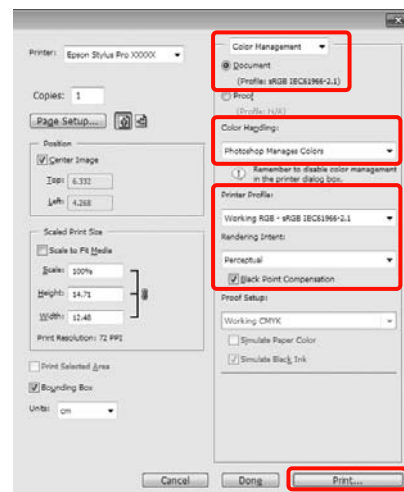 Printer: Epson Stylus Pro XXXXX
Copies: 1
Page Setup...
Position
Center Image
Top: 6.332
Left: 4.268
Scaled Print Size
Scale to Fit Media
Scale: 100%
Height: 14.71
Width: 12.48
Print Resolution: 72 PPI
Print Selected Area
Bounding Box
Units: cm
Color Management
Document
(Profile: sRGB IEC61966-2.1)
Proof
(Profile: N/A)
Color Handling:
Photoshop Manages Colors
Remember to disable color management
in the printer dialog box.
Printer Profile:
Working RGB - sRGB IEC61966-2.1
Rendering Intent:
Perceptual
Black Point Compensation
Proof Setup:
Working CMYK
Simulate Paper Color
Simulate Black Ink
Cancel
Done
Print...